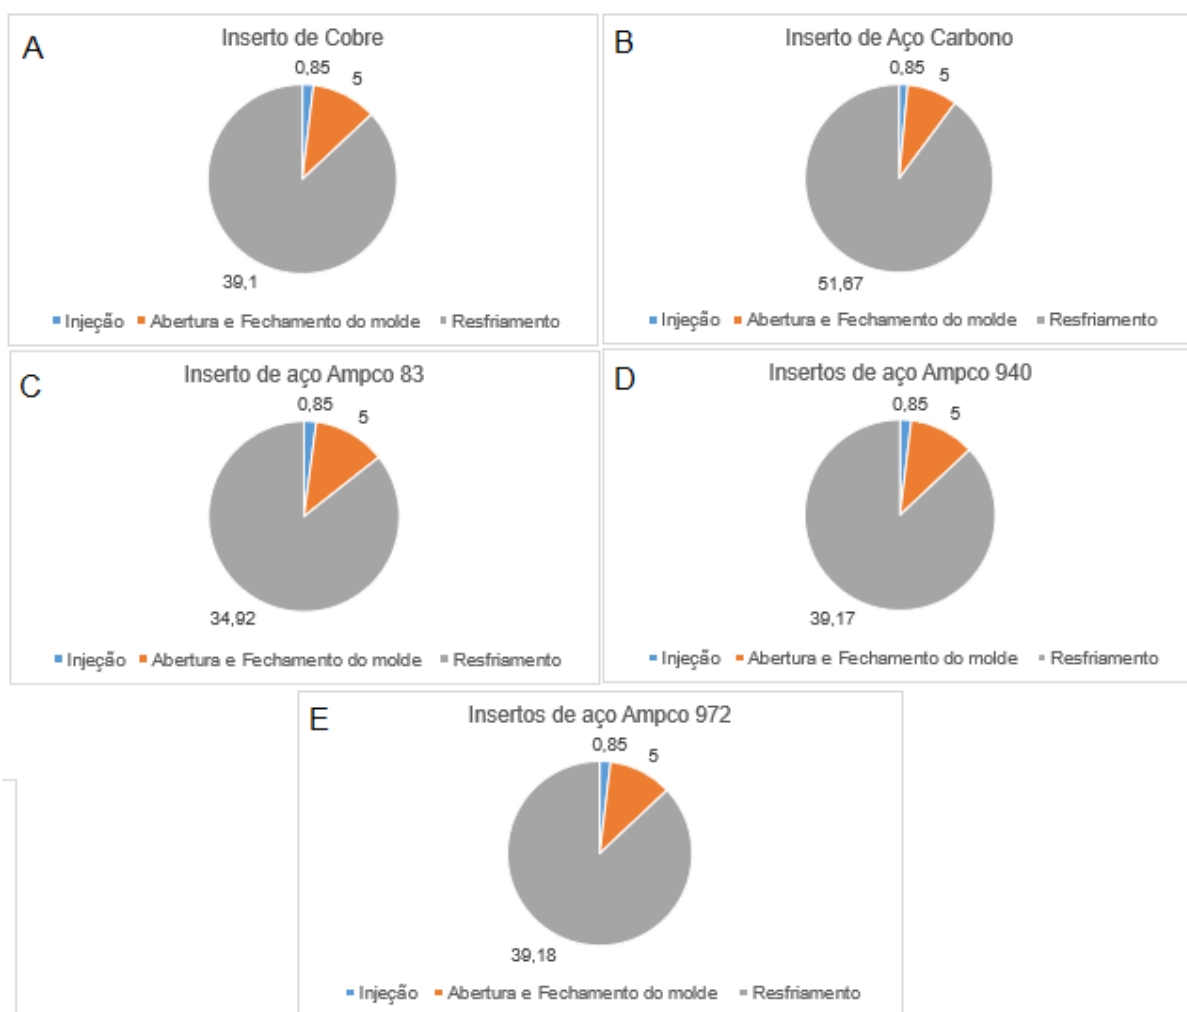 A
Inserto de Cobre
0,85
5
39,1
Injeção Abertura e Fechamento do molde Resfriamento
B
Inserto de Aço Carbono
0,85
5
51,67
Injeção Abertura e Fechamento do molde Resfriamento
C
Inserto de aço Ampco 83
0,85
5
34,92
Injeção Abertura e Fechamento do molde Resfriamento
D
Insertos de aço Ampco 940
0,85
5
39,17
Injeção Abertura e Fechamento do molde Resfriamento
E
Insertos de aço Ampco 972
0,85
5
39,18
Injeção Abertura e Fechamento do molde Resfriamento